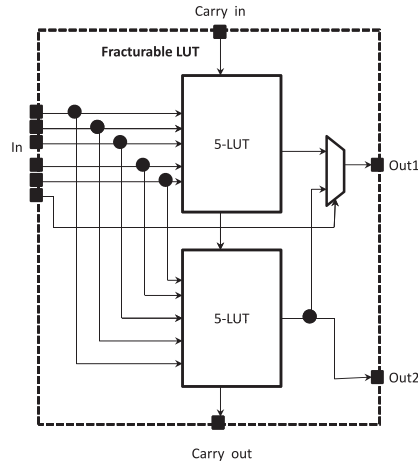 Carry in
Fracturable LUT
In
5-LUT
Out1
5-LUT
Out2
Carry out